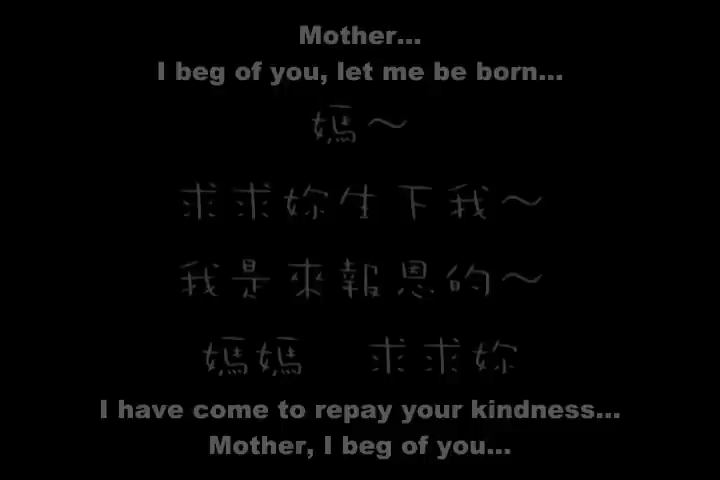 Mother...
I beg of you, let me be born...
媽～
求求妳生下我～
我是來報恩的～
媽媽　求求妳
I have come to repay your kindness...
Mother, I beg of you...